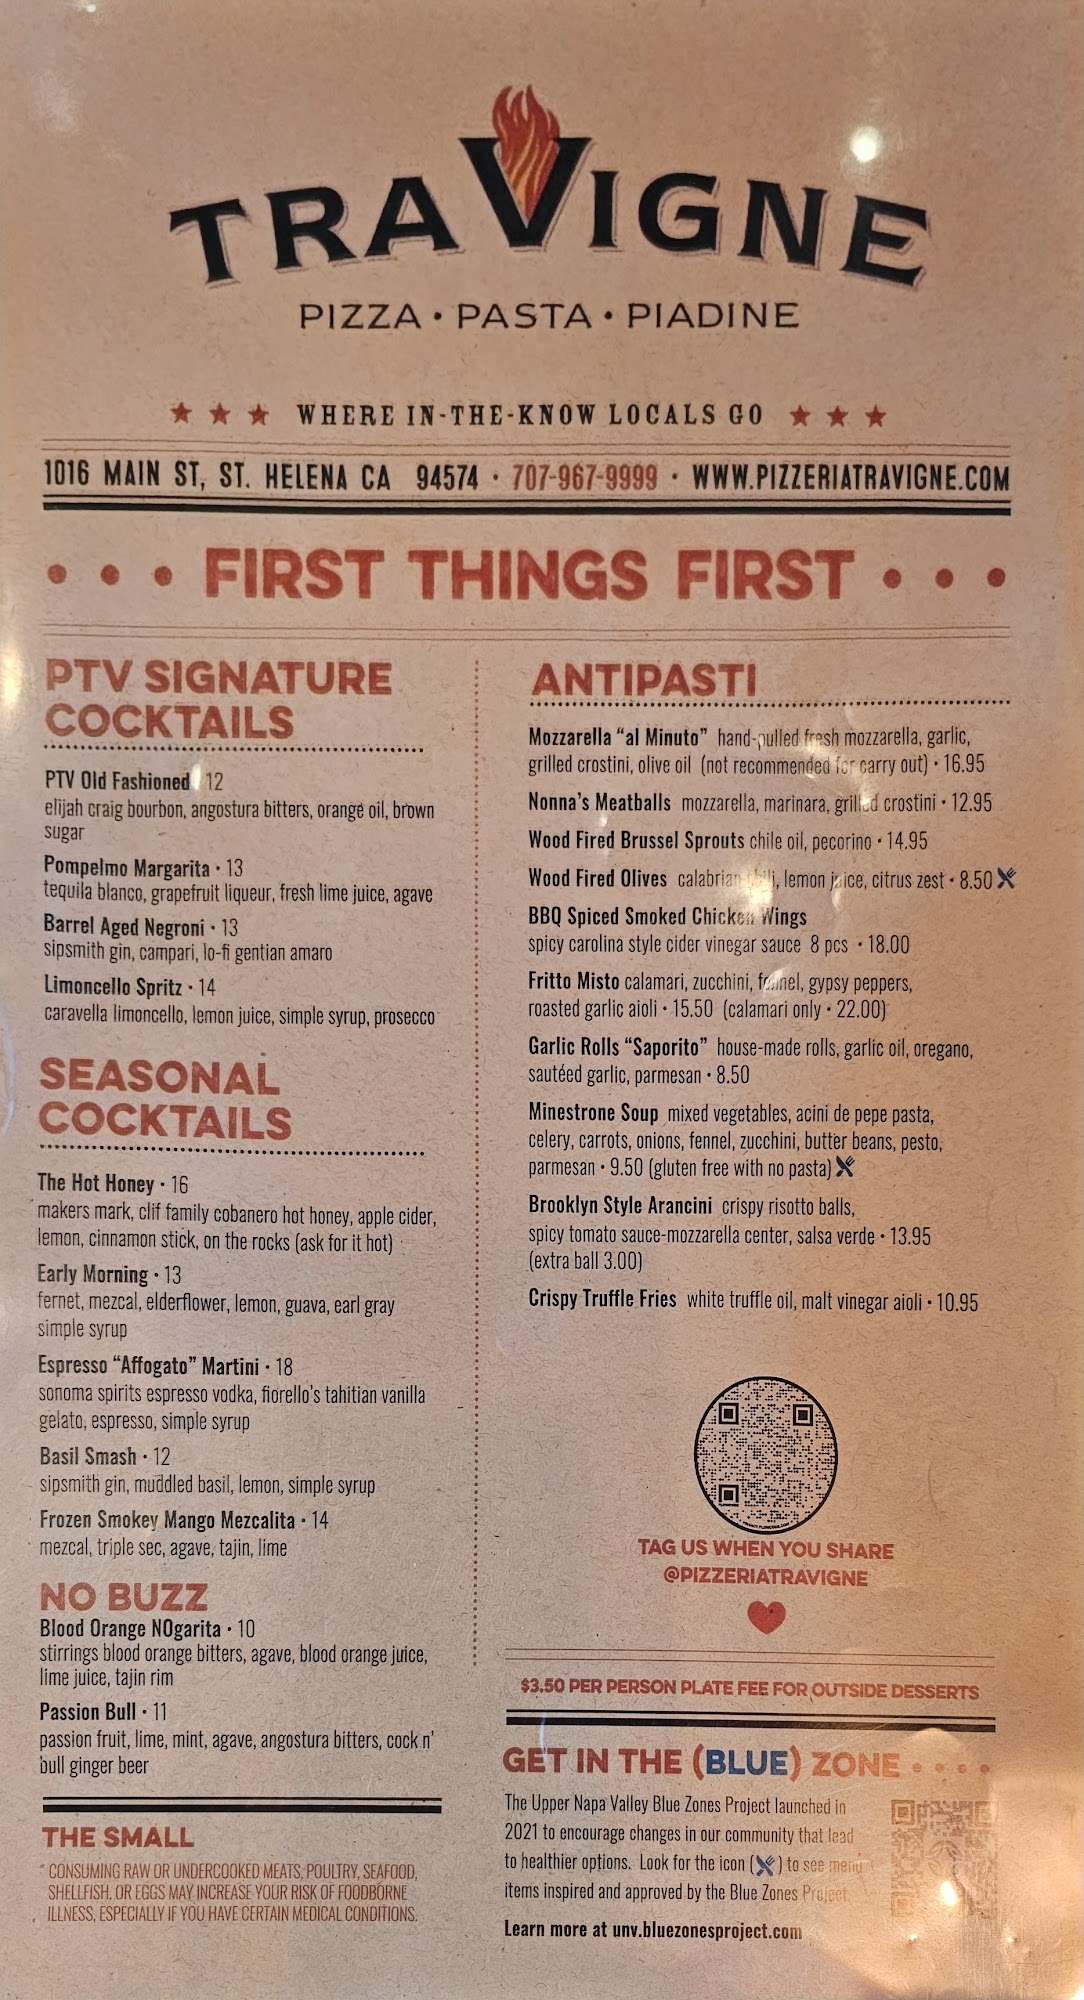 TRAVIGNE
PIZZA • PASTA • PIADINE
WHERE IN-THE-KNOW LOCALS GO
1016 MAIN ST, ST. HELENA CA 94574 • 707-967-9999 • WWW.PIZZERIATRAVIGNE.COM
FIRST THINGS FIRST
PTV SIGNATURE
COCKTAILS
PTV Old Fashioned 12
elijah craig bourbon, angostura bitters, orange oil, brown
sugar
Pompelmo Margarita • 13
tequila blanco, grapefruit liqueur, fresh lime juice, agave
Barrel Aged Negroni • 13
sipsmith gin, campari, lo-fi gentian amaro
Limoncello Spritz • 14
caravella limoncello, lemon juice, simple syrup, prosecco
SEASONAL
COCKTAILS
The Hot Honey • 16
makers mark, clif family cobanero hot honey, apple cider,
lemon, cinnamon stick, on the rocks (ask for it hot)
Early Morning • 13
fernet, mezcal, elderflower, lemon, guava, earl gray
simple syrup
Espresso “Affogato” Martini • 18
sonoma spirits espresso vodka, fiorello's tahitian vanilla
gelato, espresso, simple syrup
Basil Smash • 12
sipsmith gin, muddled basil, lemon, simple syrup
Frozen Smokey Mango Mezcalita • 14
mezcal, triple sec, agave, tajin, lime
NO BUZZ
Blood Orange NOgarita • 10
stirrings blood orange bitters, agave, blood orange juice,
lime juice, tajin rim
Passion Bull • 11
passion fruit, lime, mint, agave, angostura bitters, cock n'
bull ginger beer
THE SMALL
* CONSUMING RAW OR UNDERCOOKED MEATS, POULTRY, SEAFOOD,
SHELLFISH, OR EGGS MAY INCREASE YOUR RISK OF FOODBORNE
ILLNESS, ESPECIALLY IF YOU HAVE CERTAIN MEDICAL CONDITIONS.
ANTIPASTI
Mozzarella “al Minuto” hand-pulled fresh mozzarella, garlic,
grilled crostini, olive oil (not recommended for carry out) • 16.95
Nonna's Meatballs mozzarella, marinara, grilled crostini • 12.95
Wood Fired Brussel Sprouts chile oil, pecorino • 14.95
Wood Fired Olives calabrian chili, lemon juice, citrus zest • 8.50
BBQ Spiced Smoked Chicken Wings
spicy carolina style cider vinegar sauce 8 pcs • 18.00
Fritto Misto calamari, zucchini, fennel, gypsy peppers,
roasted garlic aioli • 15.50 (calamari only • 22.00)
Garlic Rolls “Saporito” house-made rolls, garlic oil, oregano,
sautéed garlic, parmesan • 8.50
Minestrone Soup mixed vegetables, acini de pepe pasta,
celery, carrots, onions, fennel, zucchini, butter beans, pesto,
parmesan • 9.50 (gluten free with no pasta)
Brooklyn Style Arancini crispy risotto balls,
spicy tomato sauce-mozzarella center, salsa verde • 13.95
(extra ball 3.00)
Crispy Truffle Fries white truffle oil, malt vinegar aioli • 10.95
TAG US WHEN YOU SHARE
@PIZZERIATRAVIGNE
$3.50 PER PERSON PLATE FEE FOR OUTSIDE DESSERTS
GET IN THE (BLUE) ZONE
The Upper Napa Valley Blue Zones Project launched in
2021 to encourage changes in our community that lead
to healthier options. Look for the icon ( ) to see menu
items inspired and approved by the Blue Zones Project.
Learn more at unv.bluezonesproject.com